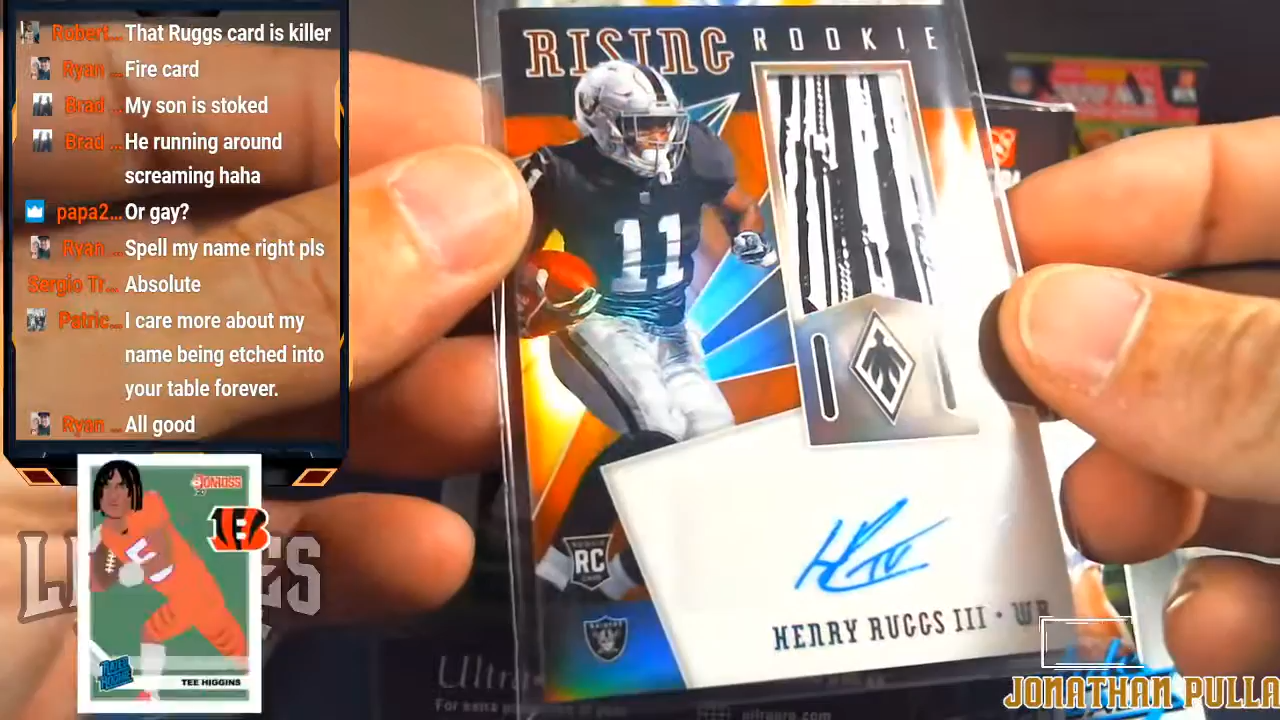 Robert... That Ruggs card is killer
Ryan ... Fire card
Brad ... My son is stoked
Brad ... He running around
screaming haha
papa2... Or gay?
Ryan ... Spell my name right pls
Sergio Tr... Absolute
Patric... I care more about my
name being etched into
your table forever.
Ryan ... All good
RISING ROOKIE
11
RC
RAIDERS
HENRY RUGGS III · WR
DONRUSS
RATED ROOKIE
TEE HIGGINS
Ultra
JONATHAN PULLA